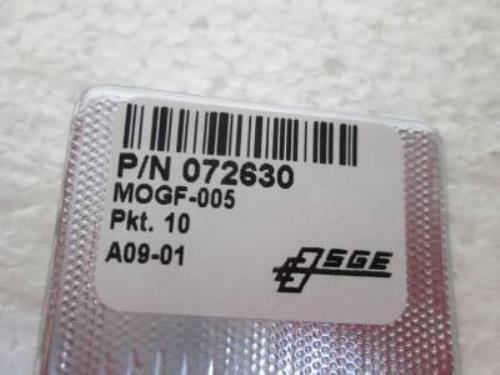 P/N 072630
MOGF-005
Pkt. 10
A09-01
SGE